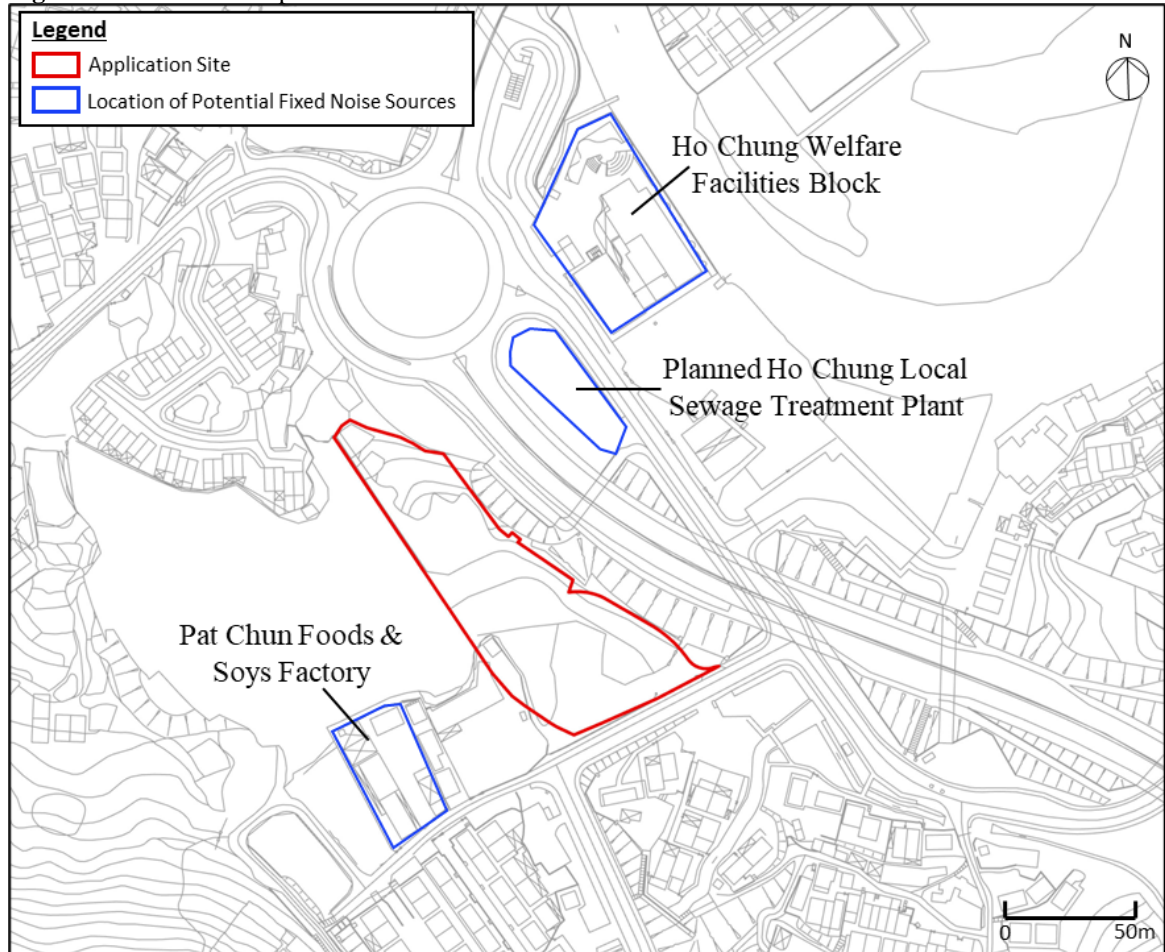 Legend
Application Site
Location of Potential Fixed Noise Sources
N
Ho Chung Welfare
Facilities Block
Planned Ho Chung Local
Sewage Treatment Plant
Pat Chun Foods &
Soys Factory
0 50m